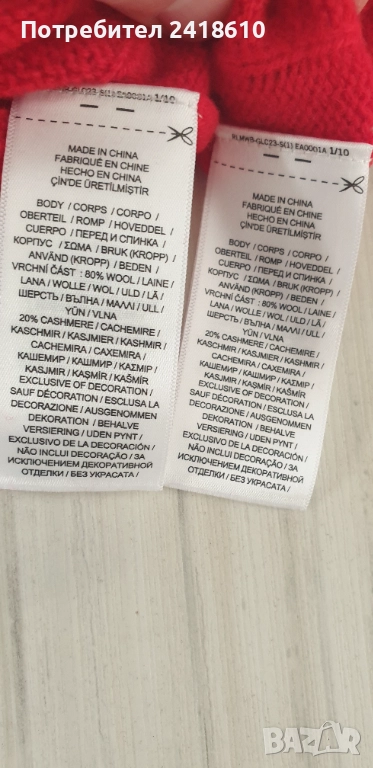 Потребител 2418610
MADE IN CHINA
FABRIQUÉ EN CHINE
HECHO EN CHINA
ÇİN'DE ÜRETİLMİŞTİR
BODY / CORPS / CORPO /
OBERTEIL / ROMP / HOVEDDEL /
CUERPO / ПЕРЕД И СПИНКА /
КОРПУС / ΣΩΜΑ / BRUK (KROPP) /
ANVÄND (KROPP) / BEDEN /
VRCHNÍ ČÁST : 80% WOOL / LAINE /
LANA / WOLLE / WOL / ULD / LÃ /
ШЕРСТЬ / ВЪЛНА / ΜΑΛΛΙ / ULL /
YÜN / VLNA
20% CASHMERE / CACHEMIRE /
KASCHMIR / KASJMIER / KASHMIR /
CACHEMIRA / CAXEMIRA /
КАШЕМИР / КАШМИР / ΚΑΣΜΙΡ /
KASJMIR / KAŞMİR / KAŠMÍR
EXCLUSIVE OF DECORATION /
SAUF DÉCORATION / ESCLUSA LA
DECORAZIONE / AUSGENOMMEN
DEKORATION / BEHALVE
VERSIERING / UDEN PYNT /
EXCLUSIVO DE LA DECORACIÓN /
NÃO INCLUI DECORAÇÃO / ЗА
ИСКЛЮЧЕНИЕМ ДЕКОРАТИВНОЙ
ОТДЕЛКИ / БЕЗ УКРАСАТА /
1/10
MADE IN CHINA
FABRIQUÉ EN CHINE
HECHO EN CHINA
ÇİN'DE ÜRETİLMİŞTİR
BODY / CORPS / CORPO /
OBERTEIL / ROMP / HOVEDDEL /
CUERPO / ПЕРЕД И СПИНКА /
КОРПУС / ΣΩΜΑ / BRUK (KROPP) /
ANVÄND (KROPP) / BEDEN /
VRCHNÍ ČÁST : 80% WOOL / LAINE /
LANA / WOLLE / WOL / ULD / LÃ /
ШЕРСТЬ / ВЪЛНА / ΜΑΛΛΙ / ULL /
YÜN / VLNA
20% CASHMERE / CACHEMIRE /
KASCHMIR / KASJMIER / KASHMIR /
CACHEMIRA / CAXEMIRA /
КАШЕМИР / КАШМИР / ΚΑΣΜΙΡ /
KASJMIR / KAŞMİR / KAŠMÍR
EXCLUSIVE OF DECORATION /
SAUF DÉCORATION / ESCLUSA LA
DECORAZIONE / AUSGENOMMEN
DEKORATION / BEHALVE
VERSIERING / UDEN PYNT /
EXCLUSIVO DE LA DECORACIÓN /
NÃO INCLUI DECORAÇÃO / ЗА
ИСКЛЮЧЕНИЕМ ДЕКОРАТИВНОЙ
ОТДЕЛКИ / БЕЗ УКРАСАТА /
BAZAR